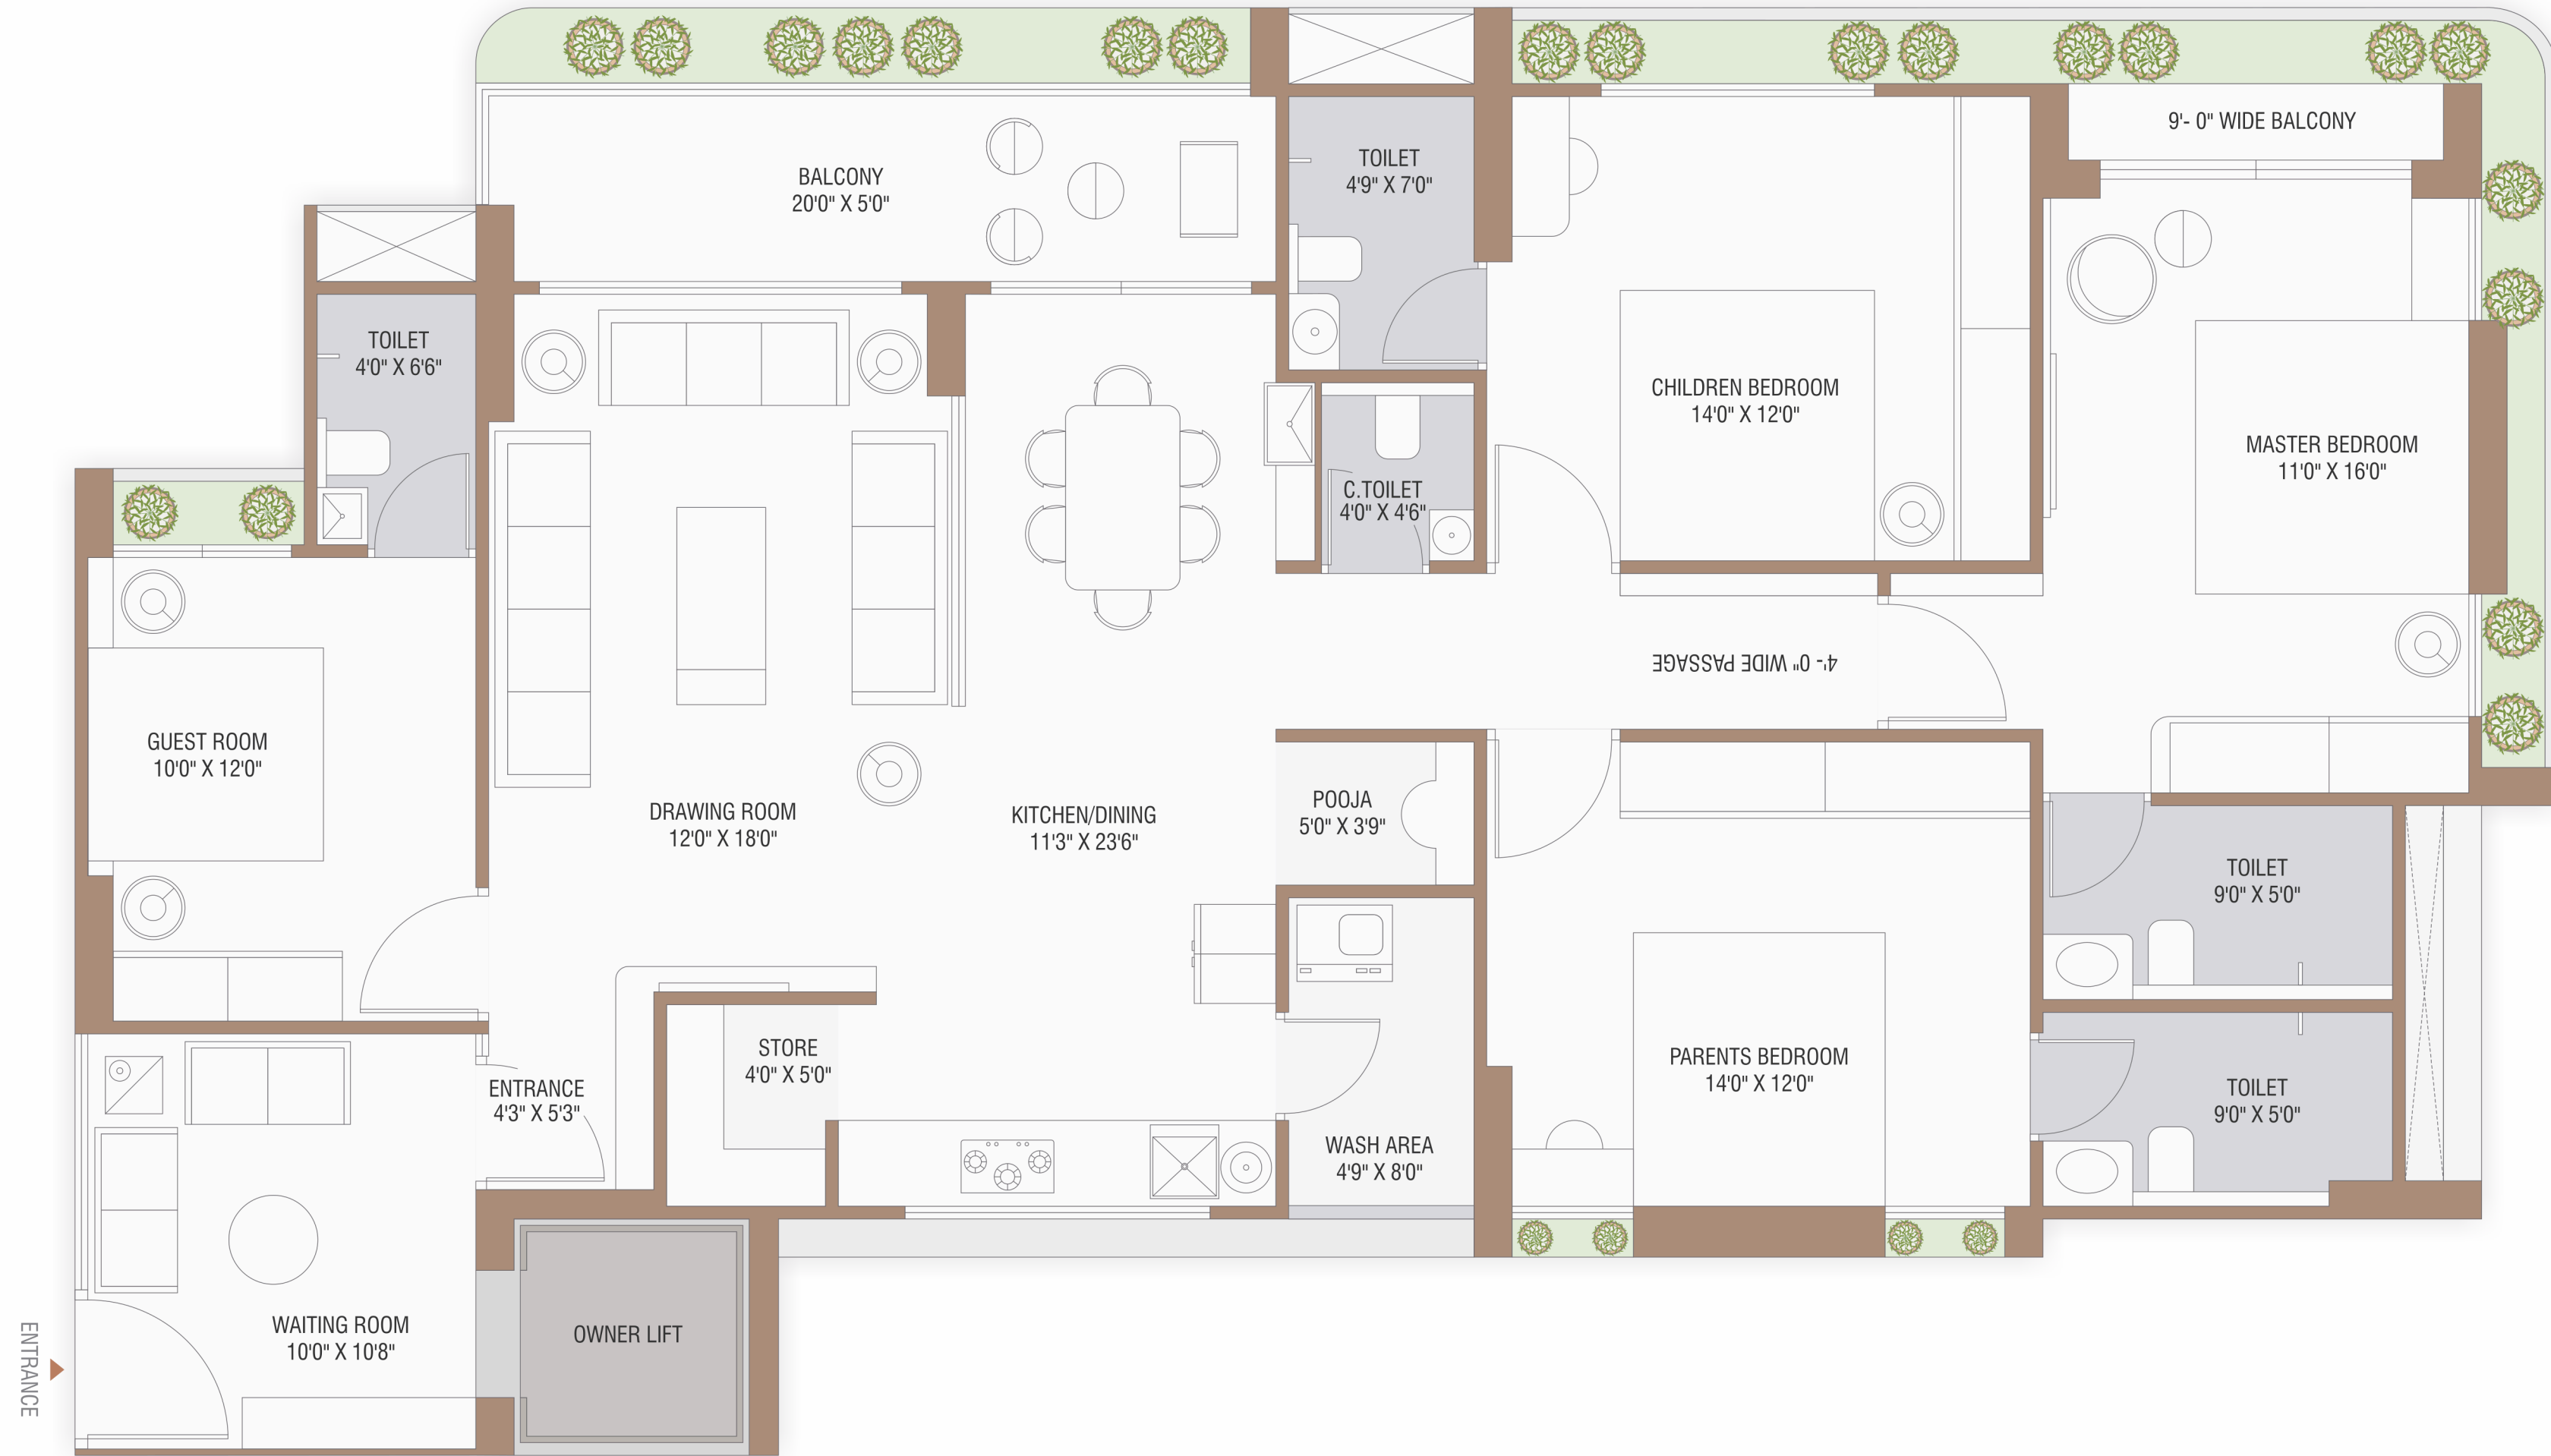 9'- 0" WIDE BALCONY
BALCONY
20'0" X 5'0"
TOILET
4'9" X 7'0"
TOILET
4'0" X 6'6"
CHILDREN BEDROOM
14'0" X 12'0"
MASTER BEDROOM
11'0" X 16'0"
C.TOILET
4'0" X 4'6"
4'- 0" WIDE PASSAGE
GUEST ROOM
10'0" X 12'0"
DRAWING ROOM
12'0" X 18'0"
KITCHEN/DINING
11'3" X 23'6"
POOJA
5'0" X 3'9"
TOILET
9'0" X 5'0"
STORE
4'0" X 5'0"
ENTRANCE
4'3" X 5'3"
PARENTS BEDROOM
14'0" X 12'0"
TOILET
9'0" X 5'0"
WASH AREA
4'9" X 8'0"
WAITING ROOM
10'0" X 10'8"
OWNER LIFT
ENTRANCE